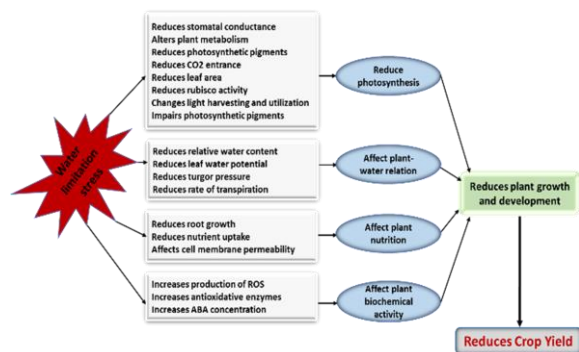 Water
limitation
stress
Reduces stomatal conductance
Alters plant metabolism
Reduces photosynthetic pigments
Reduces CO2 entrance
Reduces leaf area
Reduces rubisco activity
Changes light harvesting and utilization
Impairs photosynthetic pigments
Reduce
photosynthesis
Reduces relative water content
Reduces leaf water potential
Reduces turgor pressure
Reduces rate of transpiration
Affect plant-
water relation
Reduces root growth
Reduces nutrient uptake
Affects cell membrane permeability
Affect plant
nutrition
Increases production of ROS
Increases antioxidative enzymes
Increases ABA concentration
Affect plant
biochemical
activity
Reduces plant growth
and development
Reduces Crop Yield